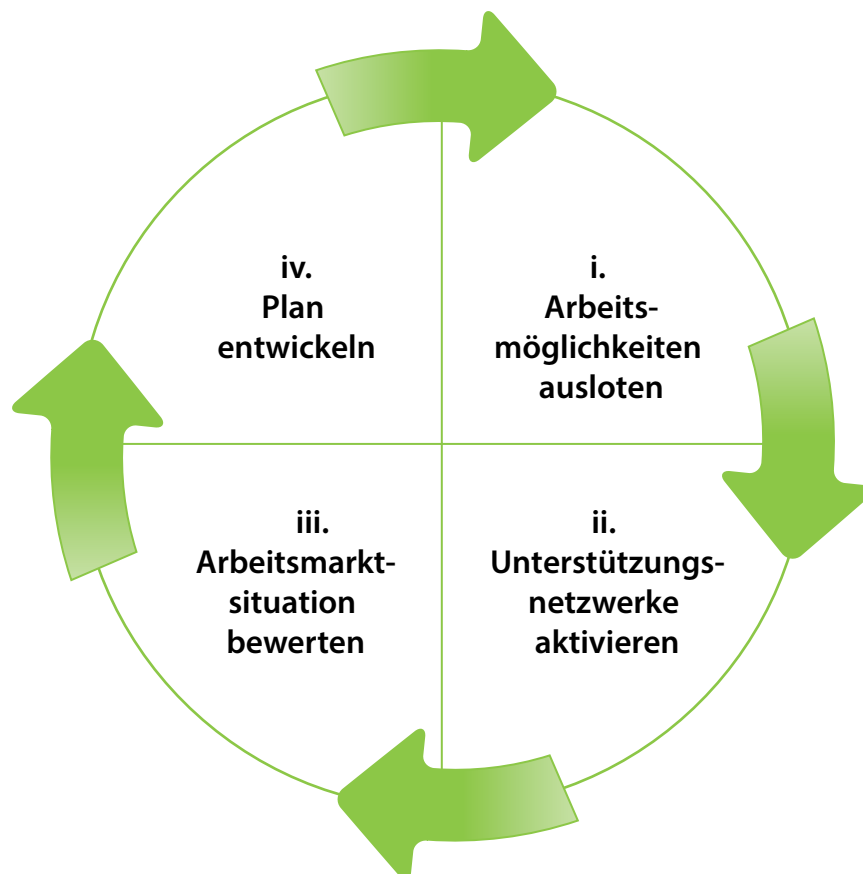 i.
Arbeits-
möglichkeiten
ausloten
ii.
Unterstützungs-
netzwerke
aktivieren
iii.
Arbeitsmarkt-
situation
bewerten
iv.
Plan
entwickeln